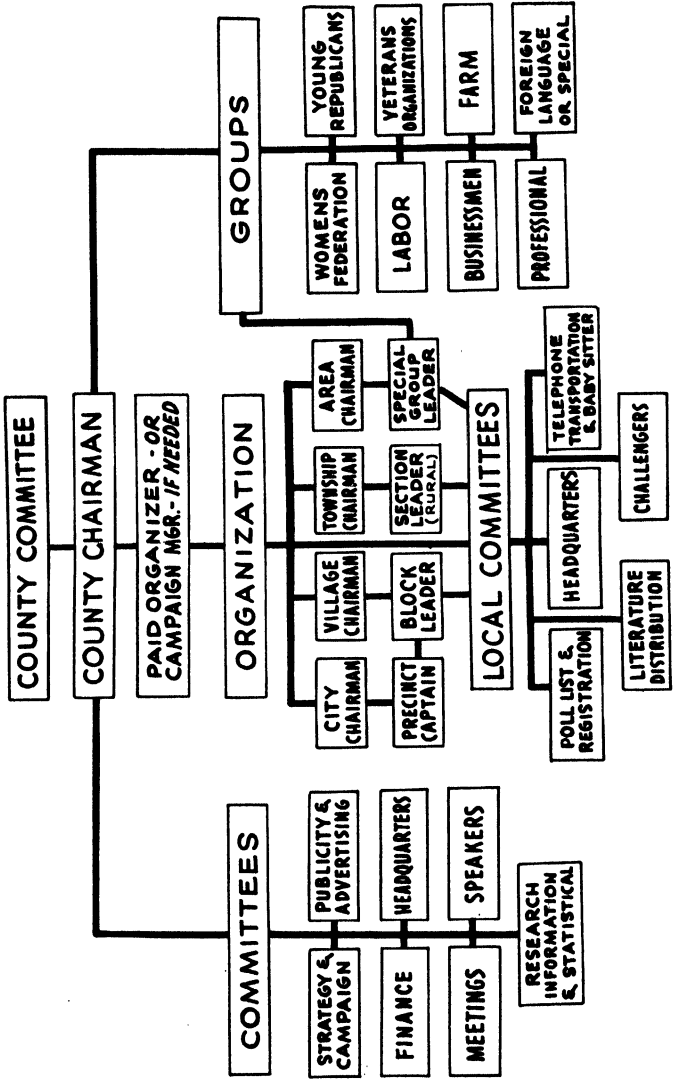 COUNTY COMMITTEE
COUNTY CHAIRMAN
PAID ORGANIZER - OR
CAMPAIGN MGR.- IF NEEDED
COMMITTEES
STRATEGY &
CAMPAIGN
PUBLICITY &
ADVERTISING
FINANCE
HEADQUARTERS
MEETINGS
SPEAKERS
RESEARCH
INFORMATION
& STATISTICAL
ORGANIZATION
CITY
CHAIRMAN
VILLAGE
CHAIRMAN
TOWNSHIP
CHAIRMAN
AREA
CHAIRMAN
PRECINCT
CAPTAIN
BLOCK
LEADER
SECTION
LEADER
(RURAL)
SPECIAL
GROUP
LEADER
LOCAL COMMITTEES
POLL LIST &
REGISTRATION
HEADQUARTERS
TELEPHONE
TRANSPORTATION
& BABY SITTER
LITERATURE
DISTRIBUTION
CHALLENGERS
GROUPS
WOMENS
FEDERATION
YOUNG
REPUBLICANS
LABOR
VETERANS
ORGANIZATIONS
BUSINESSMEN
FARM
PROFESSIONAL
FOREIGN
LANGUAGE
OR SPECIAL